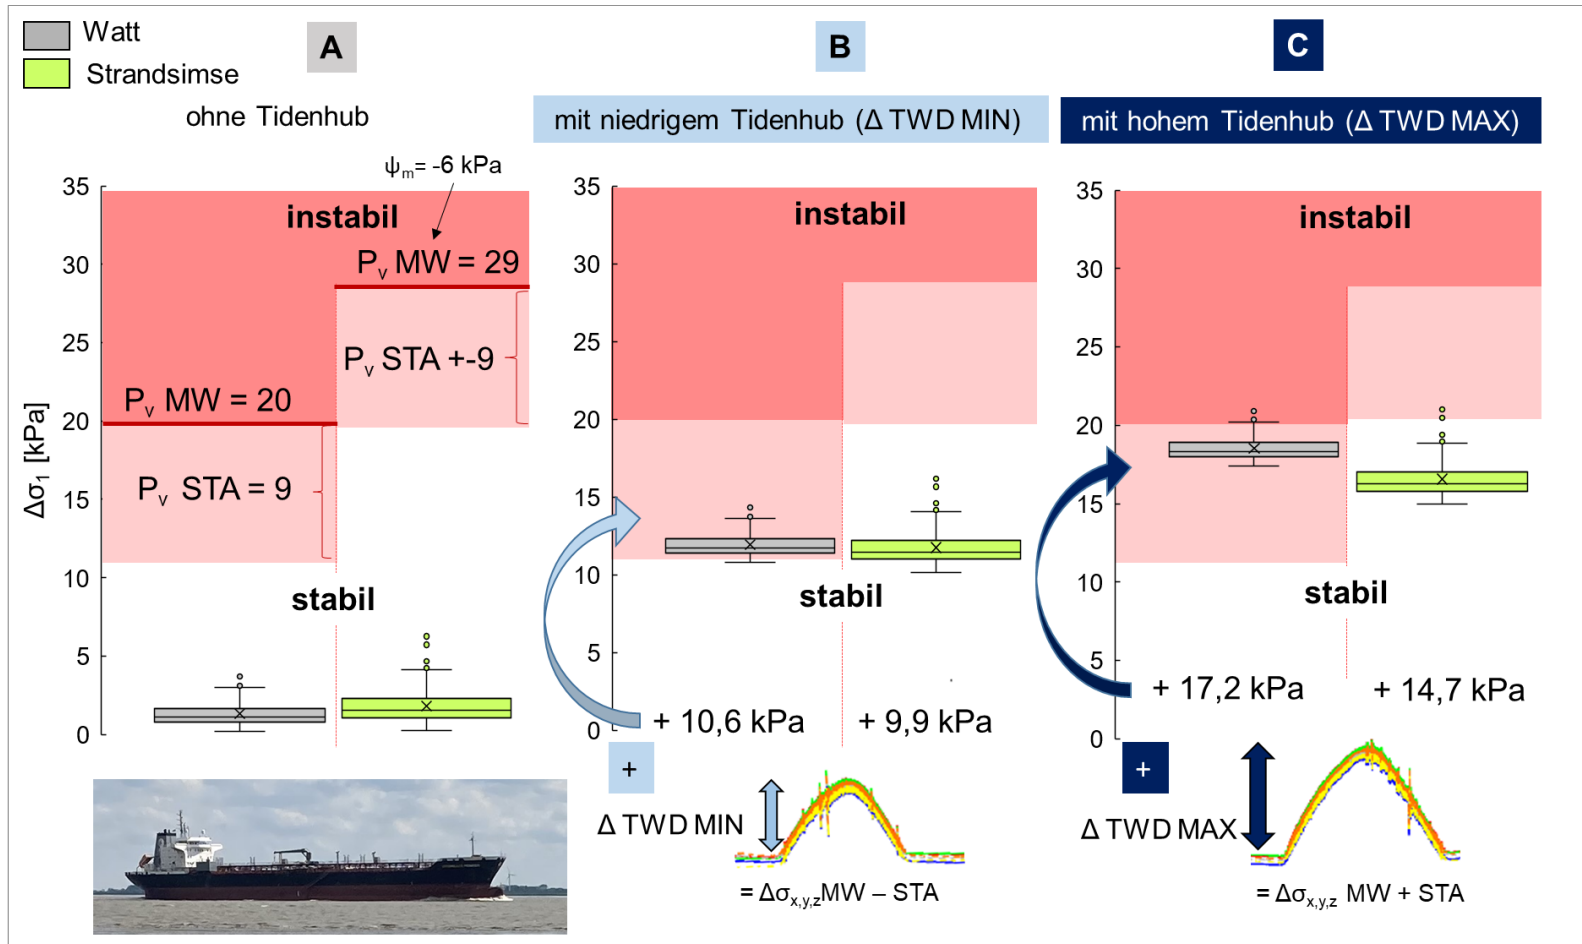 Watt
Strandsimse
A
ohne Tidenhub
ψm= -6 kPa
35
30
25
20
15
10
5
0
Δσ1 [kPa]
instabil
Pv MW = 29
Pv STA +-9
Pv MW = 20
Pv STA = 9
stabil
B
mit niedrigem Tidenhub (Δ TWD MIN)
35
30
25
20
15
10
5
0
instabil
stabil
+ 10,6 kPa
+ 9,9 kPa
+
Δ TWD MIN
= Δσx,y,zMW – STA
C
mit hohem Tidenhub (Δ TWD MAX)
35
30
25
20
15
10
5
0
instabil
stabil
+ 17,2 kPa
+ 14,7 kPa
+
Δ TWD MAX
= Δσx,y,z MW + STA